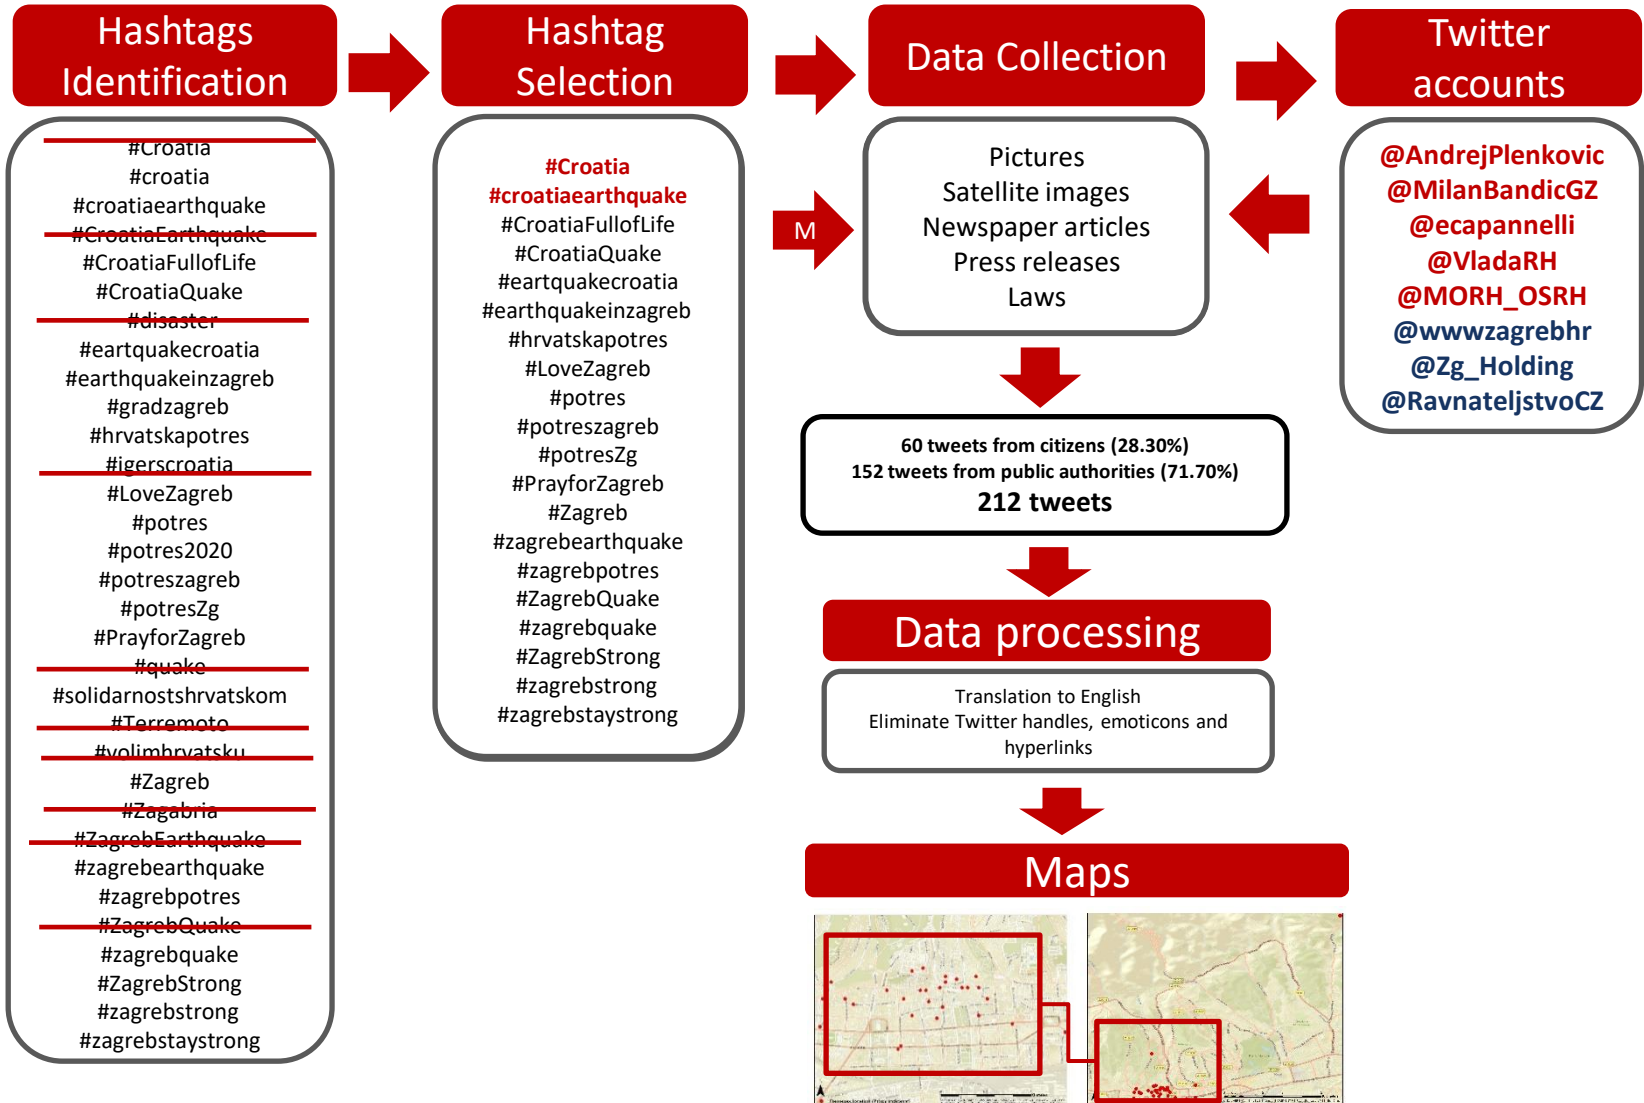 Hashtags
Identification
#Croatia
#croatia
#croatiaearthquake
#CroatiaEarthquake
#CroatiaFullofLife
#CroatiaQuake
#disaster
#eartquakecroatia
#earthquakeinzagreb
#gradzagreb
#hrvatskapotres
#igerscroatia
#LoveZagreb
#potres
#potres2020
#potreszagreb
#potresZg
#PrayforZagreb
#quake
#solidarnostshrvatskom
#Terremoto
#volimhrvatsku
#Zagreb
#Zagabria
#ZagrebEarthquake
#zagrebearthquake
#zagrebpotres
#ZagrebQuake
#zagrebquake
#ZagrebStrong
#zagrebstrong
#zagrebstaystrong
Hashtag
Selection
#Croatia
#croatiaearthquake
#CroatiaFullofLife
#CroatiaQuake
#eartquakecroatia
#earthquakeinzagreb
#hrvatskapotres
#LoveZagreb
#potres
#potreszagreb
#potresZg
#PrayforZagreb
#Zagreb
#zagrebearthquake
#zagrebpotres
#ZagrebQuake
#zagrebquake
#ZagrebStrong
#zagrebstrong
#zagrebstaystrong
M
Data Collection
Pictures
Satellite images
Newspaper articles
Press releases
Laws
Twitter
accounts
@AndrejPlenkovic
@MilanBandicGZ
@ecapannelli
@VladaRH
@MORH_OSRH
@wwwzagrebhr
@Zg_Holding
@RavnateljstvoCZ
60 tweets from citizens (28.30%)
152 tweets from public authorities (71.70%)
212 tweets
Data processing
Translation to English
Eliminate Twitter handles, emoticons and
hyperlinks
Maps